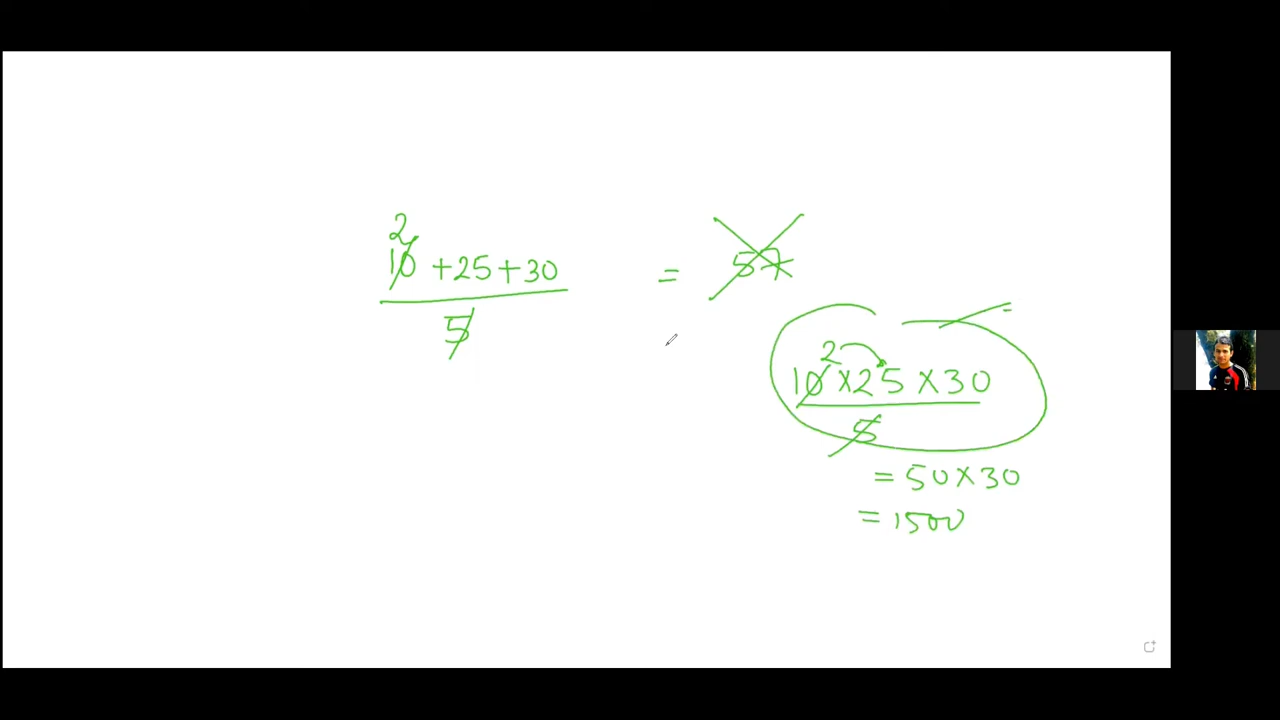 2
10 + 25 + 30 = 57
5
=
2
10 × 25 × 30
5
= 50 × 30
= 1500